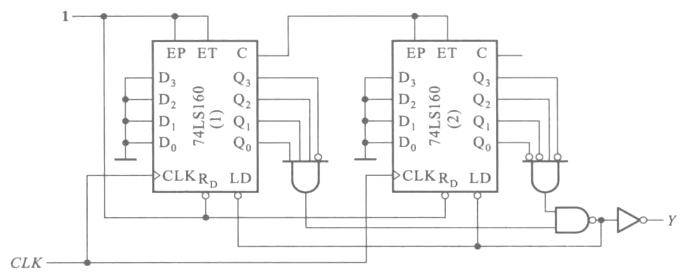 1
EP ET C
EP ET C
D3 Q3
D3 Q3
D2 Q2
D2 Q2
D1 Q1
D1 Q1
D0 Q0
D0 Q0
74LS160
(1)
74LS160
(2)
CLK RD LD
CLK RD LD
Y
CLK